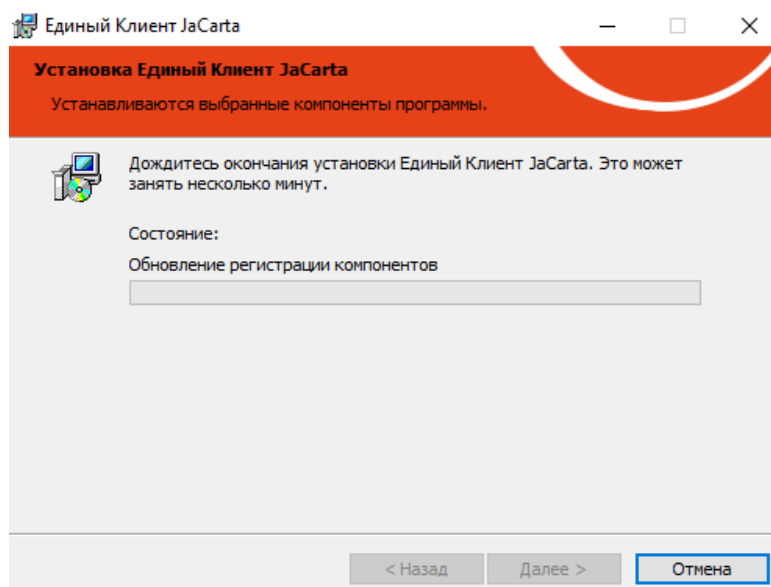 Единый Клиент JaCarta
Установка Единый Клиент JaCarta
Устанавливаются выбранные компоненты программы.
Дождитесь окончания установки Единый Клиент JaCarta. Это может
занять несколько минут.
Состояние:
Обновление регистрации компонентов
< Назад
Далее >
Отмена